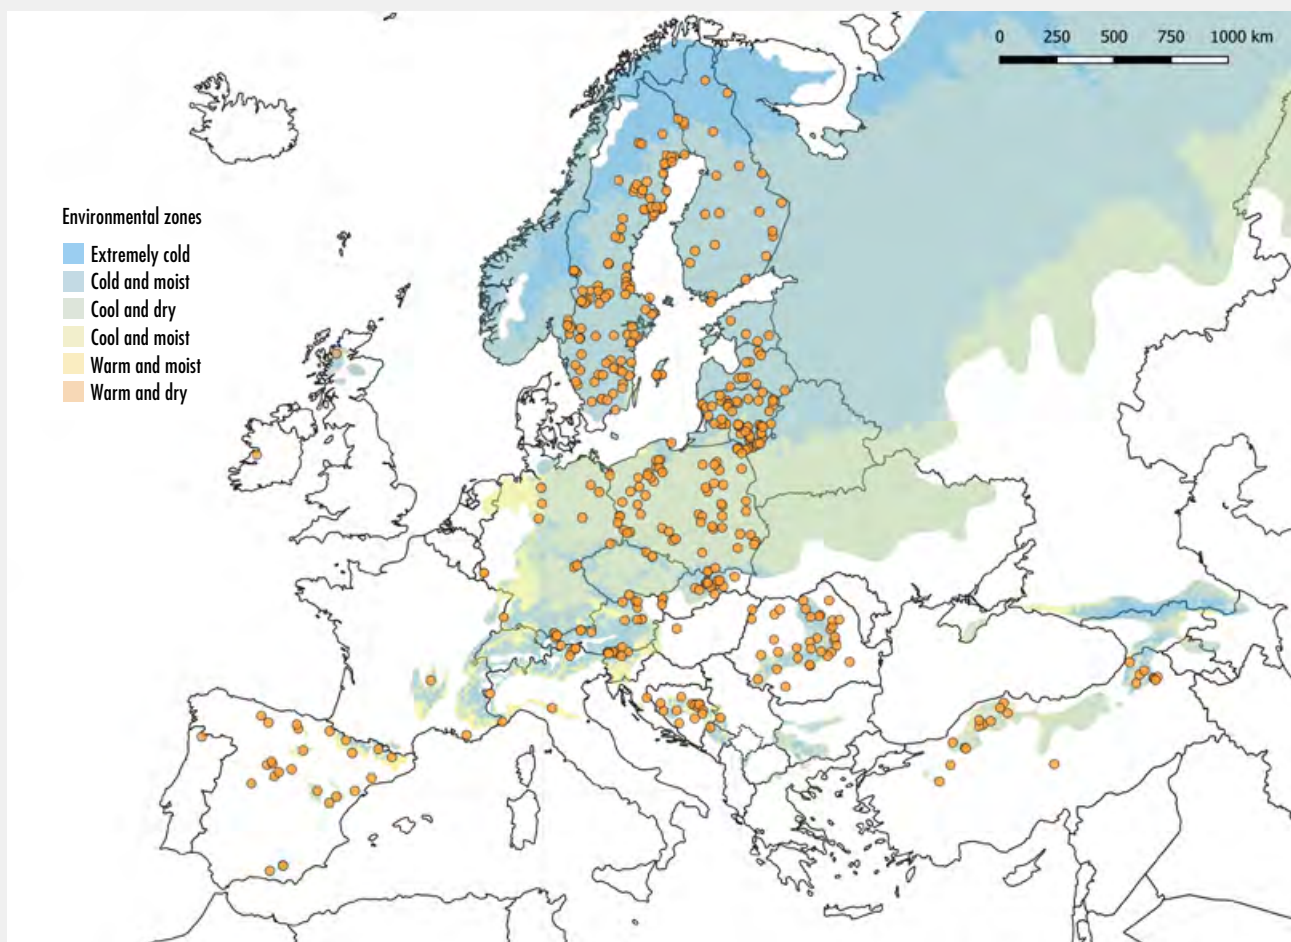 0 250 500 750 1000 km
Environmental zones
Extremely cold
Cold and moist
Cool and dry
Cool and moist
Warm and moist
Warm and dry